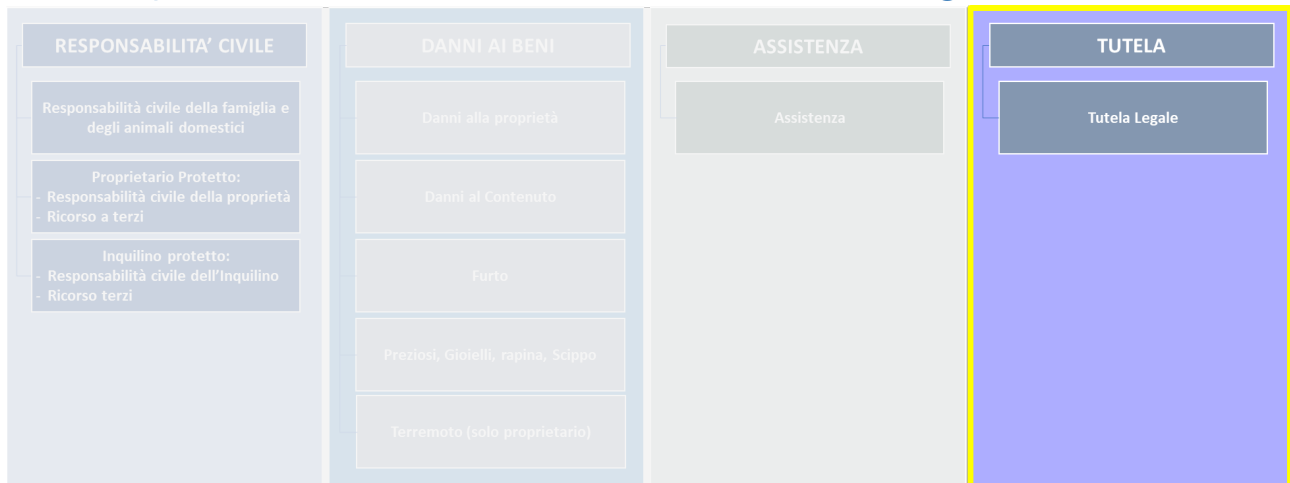 RESPONSABILITA' CIVILE
Responsabilità civile della famiglia e
degli animali domestici
Proprietario Protetto:
- Responsabilità civile della proprietà
- Ricorso a terzi
Inquilino protetto:
- Responsabilità civile dell'Inquilino
- Ricorso terzi
DANNI AI BENI
Danni alla proprietà
Danni al Contenuto
Furto
Preziosi, Gioielli, rapina, Scippo
Terremoto (solo proprietario)
ASSISTENZA
Assistenza
TUTELA
Tutela Legale